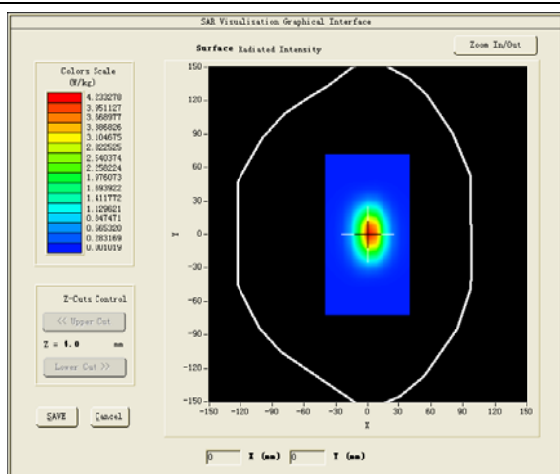 SAR Visualisation Graphical Interface
Surface Radiated Intensity
Zoom In/Out
Colors Scale
(W/kg)
4.233278
3.951127
3.668977
3.386826
3.104675
2.822525
2.540374
2.258224
1.976073
1.693922
1.411772
1.129621
0.847471
0.565320
0.283169
0.001019
Z-Cuts Control
<< Upper Cut
Z = 4.0 mm
Lower Cut >>
SAVE
Cancel
150
120
90
60
30
Y 0
-30
-60
-90
-120
-150
-150 -120 -90 -60 -30 0 30 60 90 120 150
X
0 X (mm) 0 Y (mm)